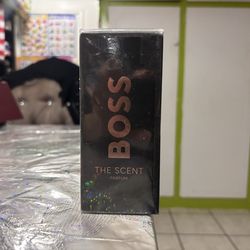 BOSS
THE SCENT
PARFUM